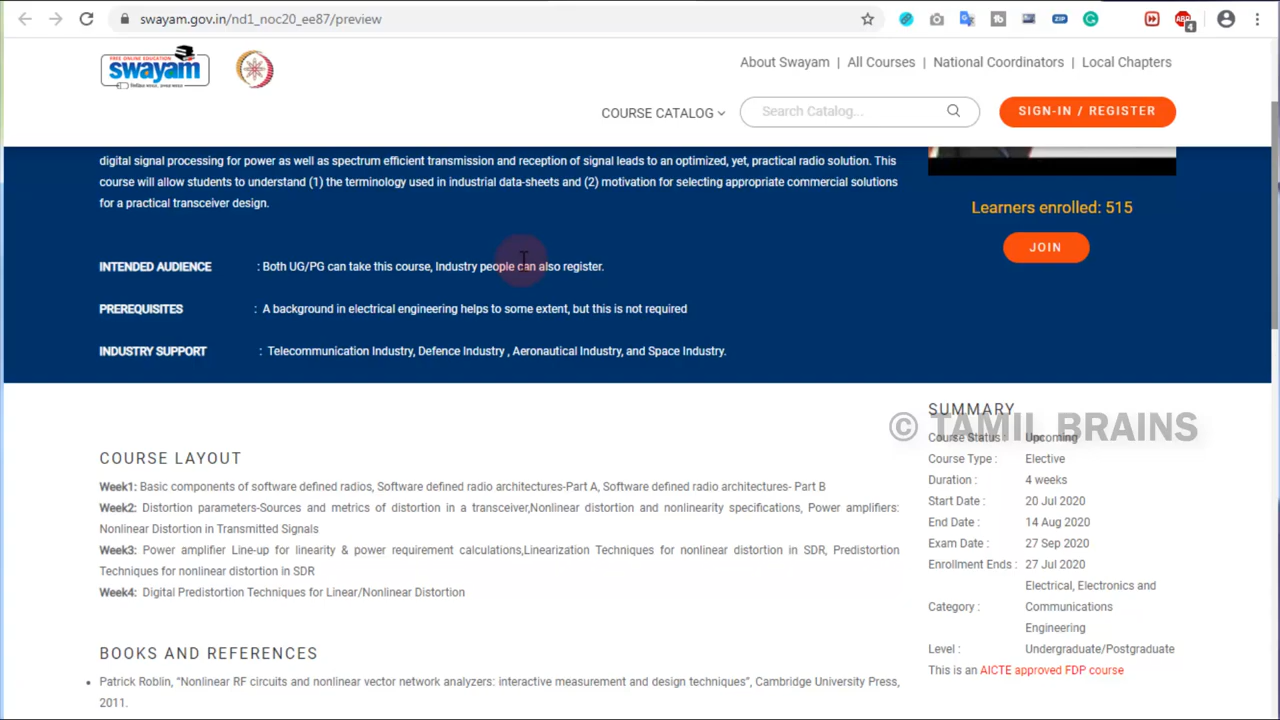 swayam.gov.in/nd1_noc20_ee87/preview
ZIP
ABP
4
FREE ONLINE EDUCATION
swayam
About Swayam | All Courses | National Coordinators | Local Chapters
COURSE CATALOG
Search Catalog...
SIGN-IN / REGISTER
digital signal processing for power as well as spectrum efficient transmission and reception of signal leads to an optimized, yet, practical radio solution. This
course will allow students to understand (1) the terminology used in industrial data-sheets and (2) motivation for selecting appropriate commercial solutions
for a practical transceiver design.
Learners enrolled: 515
JOIN
INTENDED AUDIENCE : Both UG/PG can take this course, Industry people can also register.
PREREQUISITES : A background in electrical engineering helps to some extent, but this is not required
INDUSTRY SUPPORT : Telecommunication Industry, Defence Industry , Aeronautical Industry, and Space Industry.
COURSE LAYOUT
Week1: Basic components of software defined radios, Software defined radio architectures-Part A, Software defined radio architectures- Part B
Week2: Distortion parameters-Sources and metrics of distortion in a transceiver,Nonlinear distortion and nonlinearity specifications, Power amplifiers:
Nonlinear Distortion in Transmitted Signals
Week3: Power amplifier Line-up for linearity & power requirement calculations,Linearization Techniques for nonlinear distortion in SDR, Predistortion
Techniques for nonlinear distortion in SDR
Week4: Digital Predistortion Techniques for Linear/Nonlinear Distortion
BOOKS AND REFERENCES
Patrick Roblin, “Nonlinear RF circuits and nonlinear vector network analyzers: interactive measurement and design techniques”, Cambridge University Press,
2011.
SUMMARY
© TAMIL BRAINS
Course Status : Upcoming
Course Type : Elective
Duration : 4 weeks
Start Date : 20 Jul 2020
End Date : 14 Aug 2020
Exam Date : 27 Sep 2020
Enrollment Ends : 27 Jul 2020
Category : Electrical, Electronics and
Communications
Engineering
Level : Undergraduate/Postgraduate
This is an AICTE approved FDP course